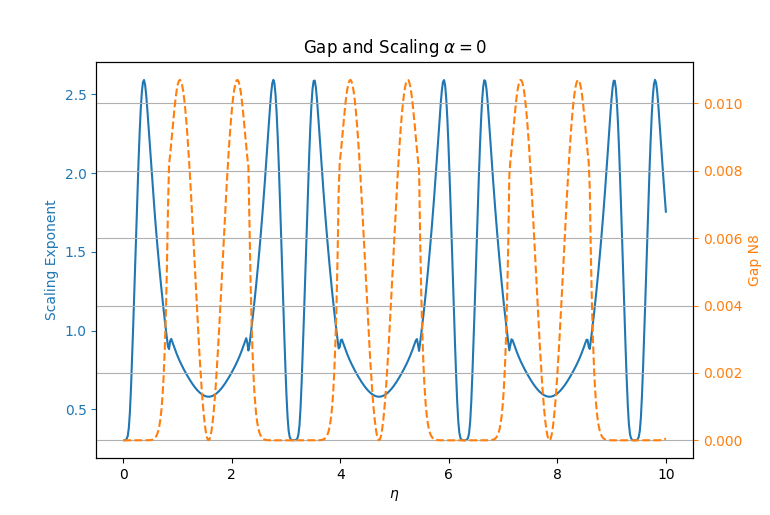 Gap and Scaling α = 0
Scaling Exponent
2.5
2.0
1.5
1.0
0.5
0.010
0.008
0.006
0.004
0.002
0.000
Gap N8
0 2 4 6 8 10
η